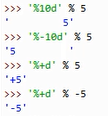 >>> '%10d' % 5
'         5'
>>> '%-10d' % 5
'5         '
>>> '%+d' % 5
'+5'
>>> '%+d' % -5
'-5'